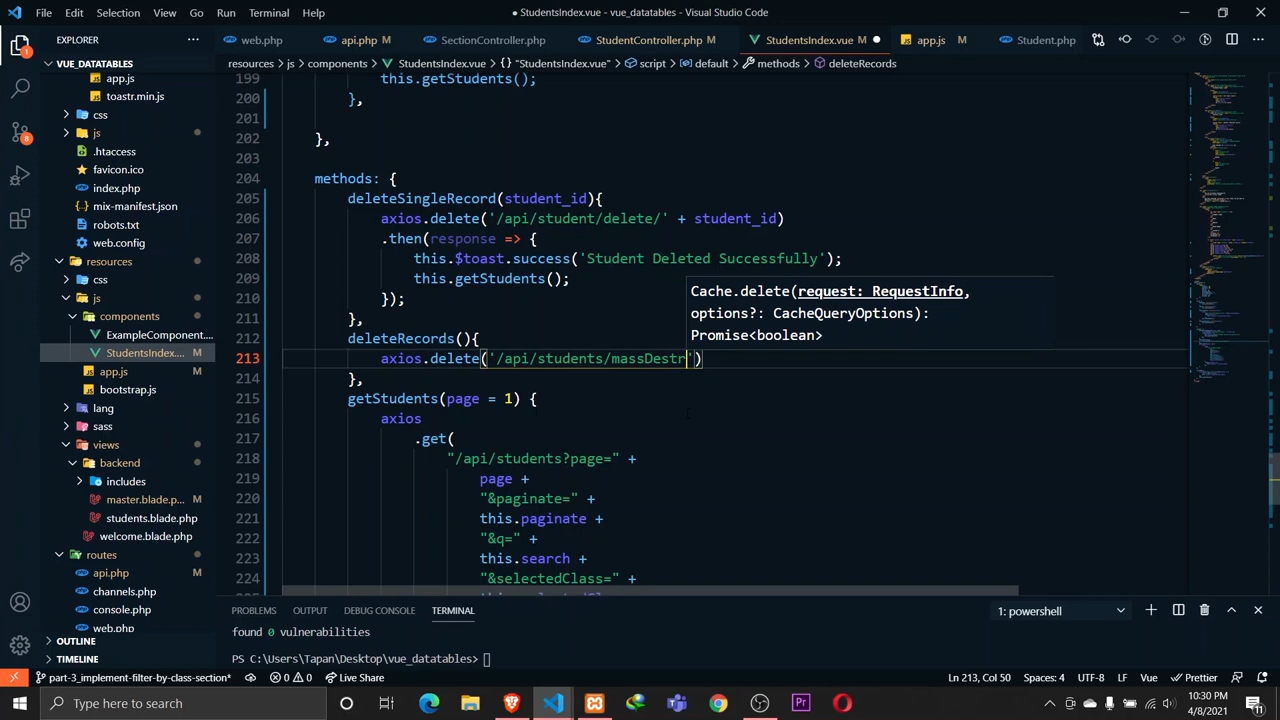 File Edit Selection View Go Run Terminal Help
● StudentsIndex.vue - vue_datatables - Visual Studio Code
EXPLORER
web.php
api.php M
SectionController.php
StudentController.php M
StudentsIndex.vue M
app.js M
Student.php
VUE_DATATABLES
resources > js > components > StudentsIndex.vue > {} "StudentsIndex.vue" > script > default > methods > deleteRecords
app.js
toastr.min.js
css
js
.htaccess
favicon.ico
index.php
mix-manifest.json
robots.txt
web.config
resources
css
js
components
ExampleComponent....
StudentsIndex.... M
app.js M
bootstrap.js
lang
sass
views
backend
includes
master.blade.p... M
students.blade.php
welcome.blade.php
routes
api.php M
channels.php
console.php
web.php
OUTLINE
TIMELINE
199 this.getStudents();
200 },
201
202 },
203
204 methods: {
205 deleteSingleRecord(student_id){
206 axios.delete('/api/student/delete/' + student_id)
207 .then(response => {
208 this.$toast.success('Student Deleted Successfully');
209 this.getStudents();
210 });
211 },
212 deleteRecords(){
213 axios.delete('/api/students/massDestr')
214 },
215 getStudents(page = 1) {
216 axios
217 .get(
218 "/api/students?page=" +
219 page +
220 "&paginate=" +
221 this.paginate +
222 "&q=" +
223 this.search +
224 "&selectedClass=" +
Cache.delete(request: RequestInfo,
options?: CacheQueryOptions):
Promise<boolean>
PROBLEMS OUTPUT DEBUG CONSOLE TERMINAL
1: powershell
found 0 vulnerabilities
PS C:\Users\Tapan\Desktop\vue_datatables>
part-3_implement-filter-by-class-section* 0 0 Live Share
Ln 213, Col 50 Spaces: 4 UTF-8 LF Vue Prettier
Type here to search
10:30 PM
4/8/2021